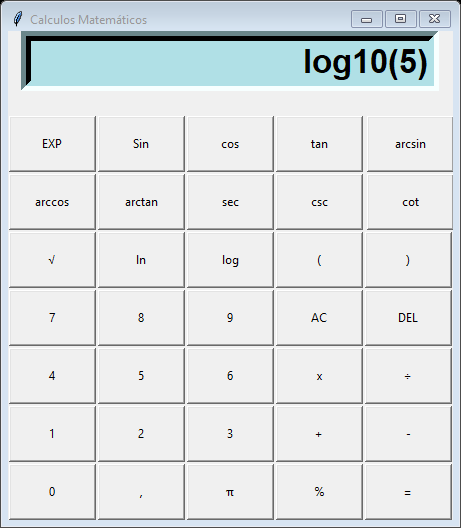 Calculos Matemáticos
log10(5)
EXP Sin cos tan arcsin
arccos arctan sec csc cot
√ ln log ( )
7 8 9 AC DEL
4 5 6 x ÷
1 2 3 + -
0 , π % =